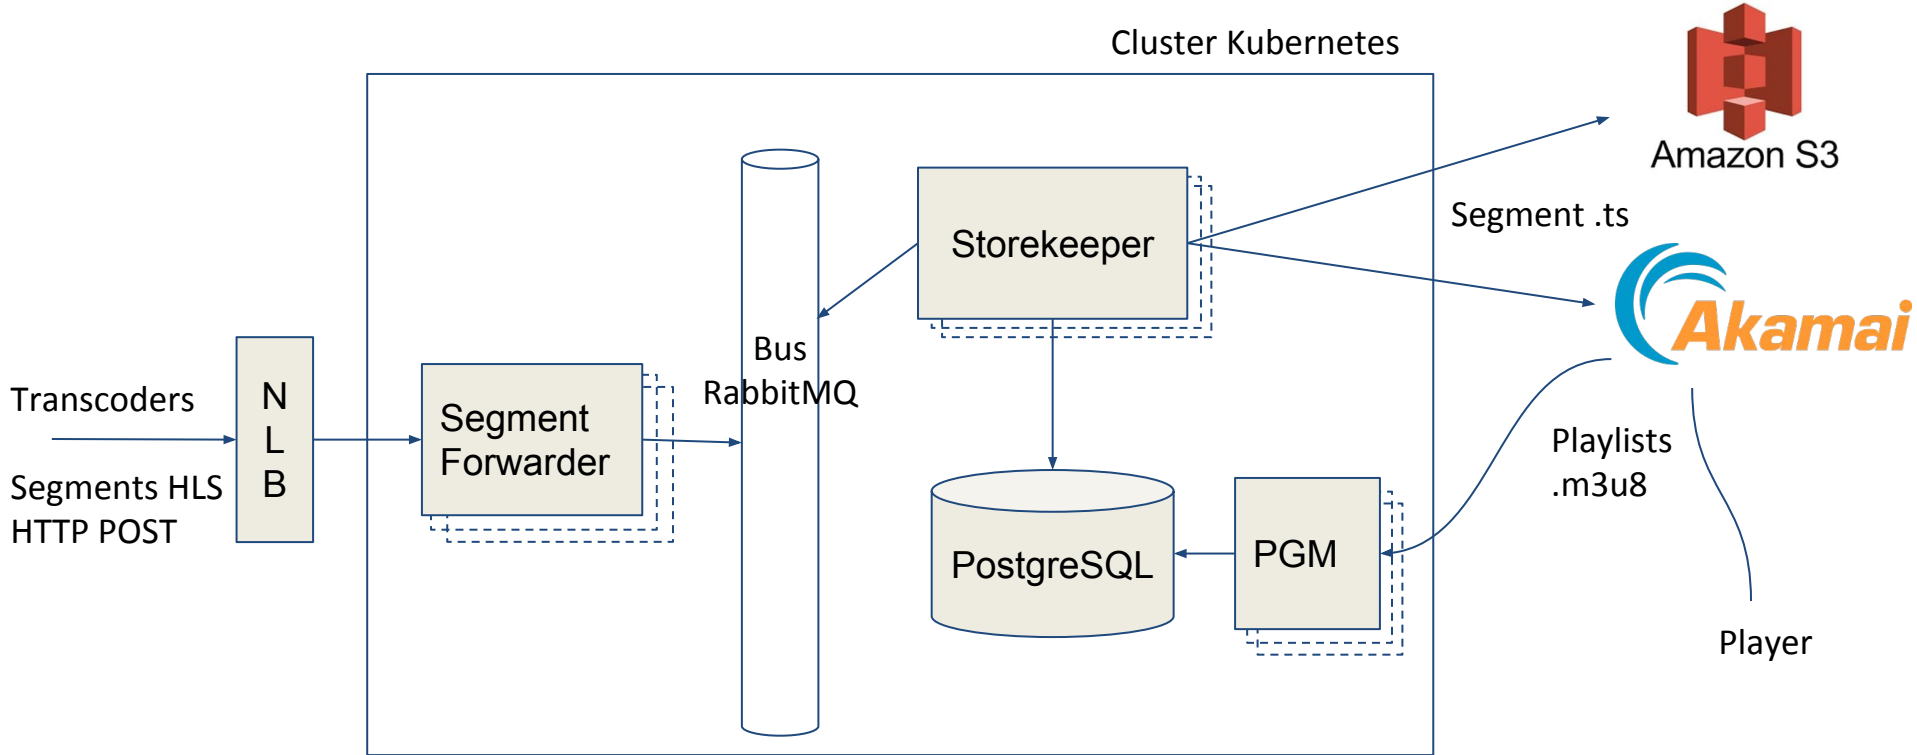 Cluster Kubernetes
Amazon S3
Segment .ts
Storekeeper
Akamai
Bus
RabbitMQ
Transcoders
N
L
B
Segment
Forwarder
Segments HLS
HTTP POST
Playlists
.m3u8
PostgreSQL
PGM
Player